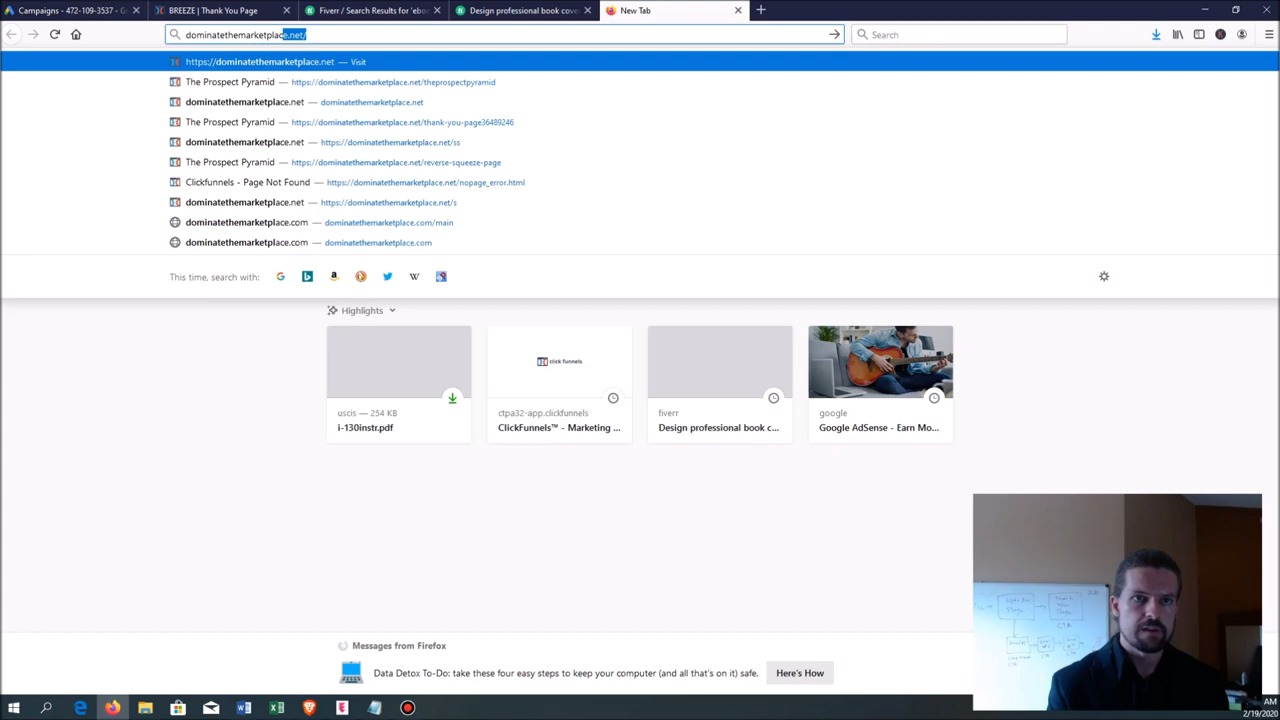 Campaigns - 472-109-3537 - G
BREEZE | Thank You Page
Fiverr / Search Results for 'eboo
Design professional book cove
New Tab
dominatethemarketplace.net/
Search
https://dominatethemarketplace.net — Visit
The Prospect Pyramid — https://dominatethemarketplace.net/theprospectpyramid
dominatethemarketplace.net — dominatethemarketplace.net
The Prospect Pyramid — https://dominatethemarketplace.net/thank-you-page36489246
dominatethemarketplace.net — https://dominatethemarketplace.net/ss
The Prospect Pyramid — https://dominatethemarketplace.net/reverse-squeeze-page
Clickfunnels - Page Not Found — https://dominatethemarketplace.net/nopage_error.html
dominatethemarketplace.net — https://dominatethemarketplace.net/s
dominatethemarketplace.com — dominatethemarketplace.com/main
dominatethemarketplace.com — dominatethemarketplace.com
This time, search with:
Highlights
click funnels
uscis — 254 KB
i-130instr.pdf
ctpa32-app.clickfunnels
ClickFunnels™ - Marketing ...
fiverr
Design professional book c...
google
Google AdSense - Earn Mo...
Messages from Firefox
Data Detox To-Do: take these four easy steps to keep your computer (and all that's on it) safe.
Here's How
AM
2/19/2020